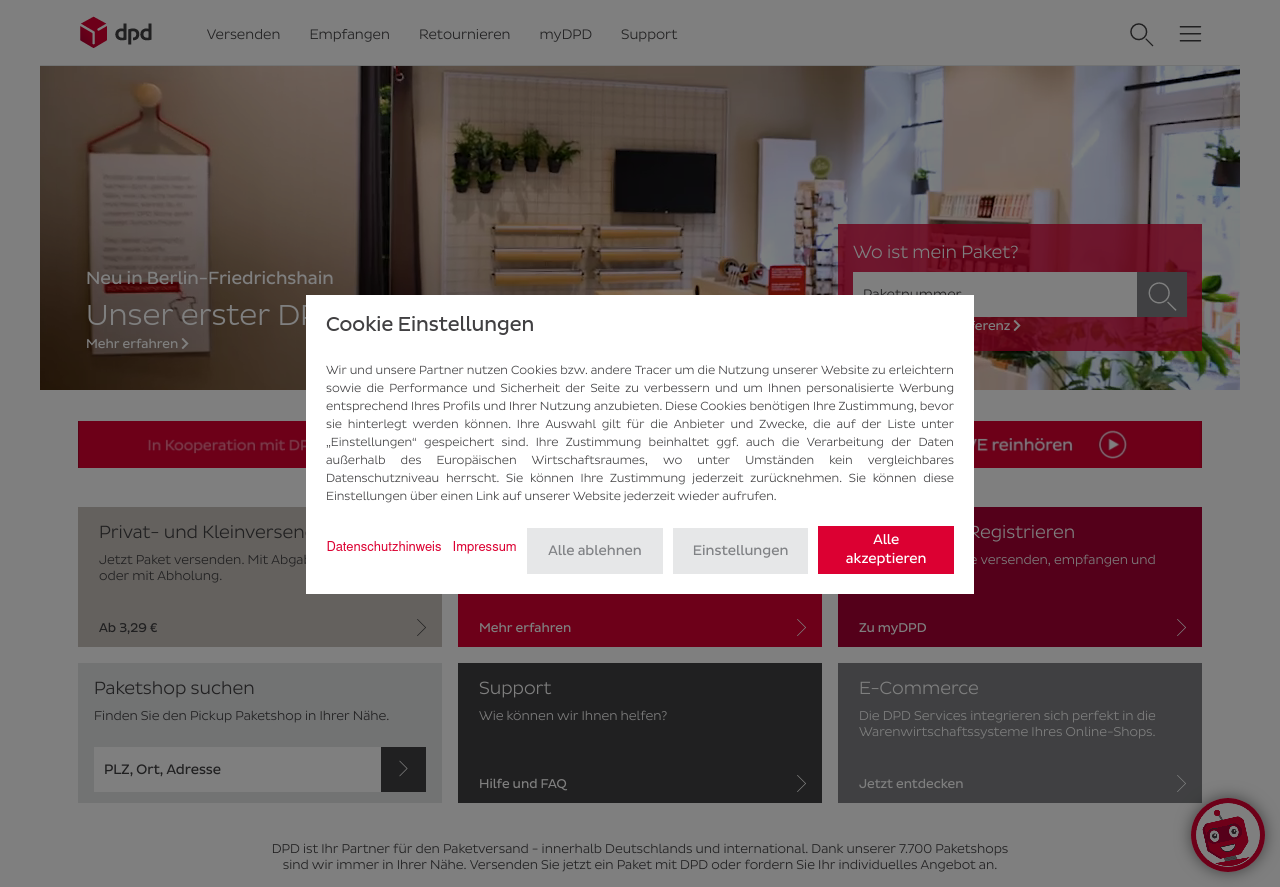 dpd
Versenden
Empfangen
Retournieren
myDPD
Support
Neu in Berlin-Friedrichshain
Unser erster
Mehr erfahren
Wo ist mein Paket?
Paketnummer
In Kooperation mit
reinhören
Cookie Einstellungen
Wir und unsere Partner nutzen Cookies bzw. andere Tracer um die Nutzung unserer Website zu erleichtern
sowie die Performance und Sicherheit der Seite zu verbessern und um Ihnen personalisierte Werbung
entsprechend Ihres Profils und Ihrer Nutzung anzubieten. Diese Cookies benötigen Ihre Zustimmung, bevor
sie hinterlegt werden können. Ihre Auswahl gilt für die Anbieter und Zwecke, die auf der Liste unter
„Einstellungen“ gespeichert sind. Ihre Zustimmung beinhaltet ggf. auch die Verarbeitung der Daten
außerhalb des Europäischen Wirtschaftsraumes, wo unter Umständen kein vergleichbares
Datenschutzniveau herrscht. Sie können Ihre Zustimmung jederzeit zurücknehmen. Sie können diese
Einstellungen über einen Link auf unserer Website jederzeit wieder aufrufen.
Datenschutzhinweis
Impressum
Alle ablehnen
Einstellungen
Alle
akzeptieren
Privat- und
Jetzt Paket versenden. Mit
oder mit Abholung.
Ab 3,29 €
Mehr erfahren
Registrieren
versenden, empfangen und
Zu myDPD
Paketshop suchen
Finden Sie den Pickup Paketshop in Ihrer Nähe.
PLZ, Ort, Adresse
Support
Wie können wir Ihnen helfen?
Hilfe und FAQ
E-Commerce
Die DPD Services integrieren sich perfekt in die
Warenwirtschaftssysteme Ihres Online-Shops.
Jetzt entdecken
DPD ist Ihr Partner für den Paketversand - innerhalb Deutschlands und international. Dank unserer 7.700 Paketshops
sind wir immer in Ihrer Nähe. Versenden Sie jetzt ein Paket mit DPD oder fordern Sie Ihr individuelles Angebot an.